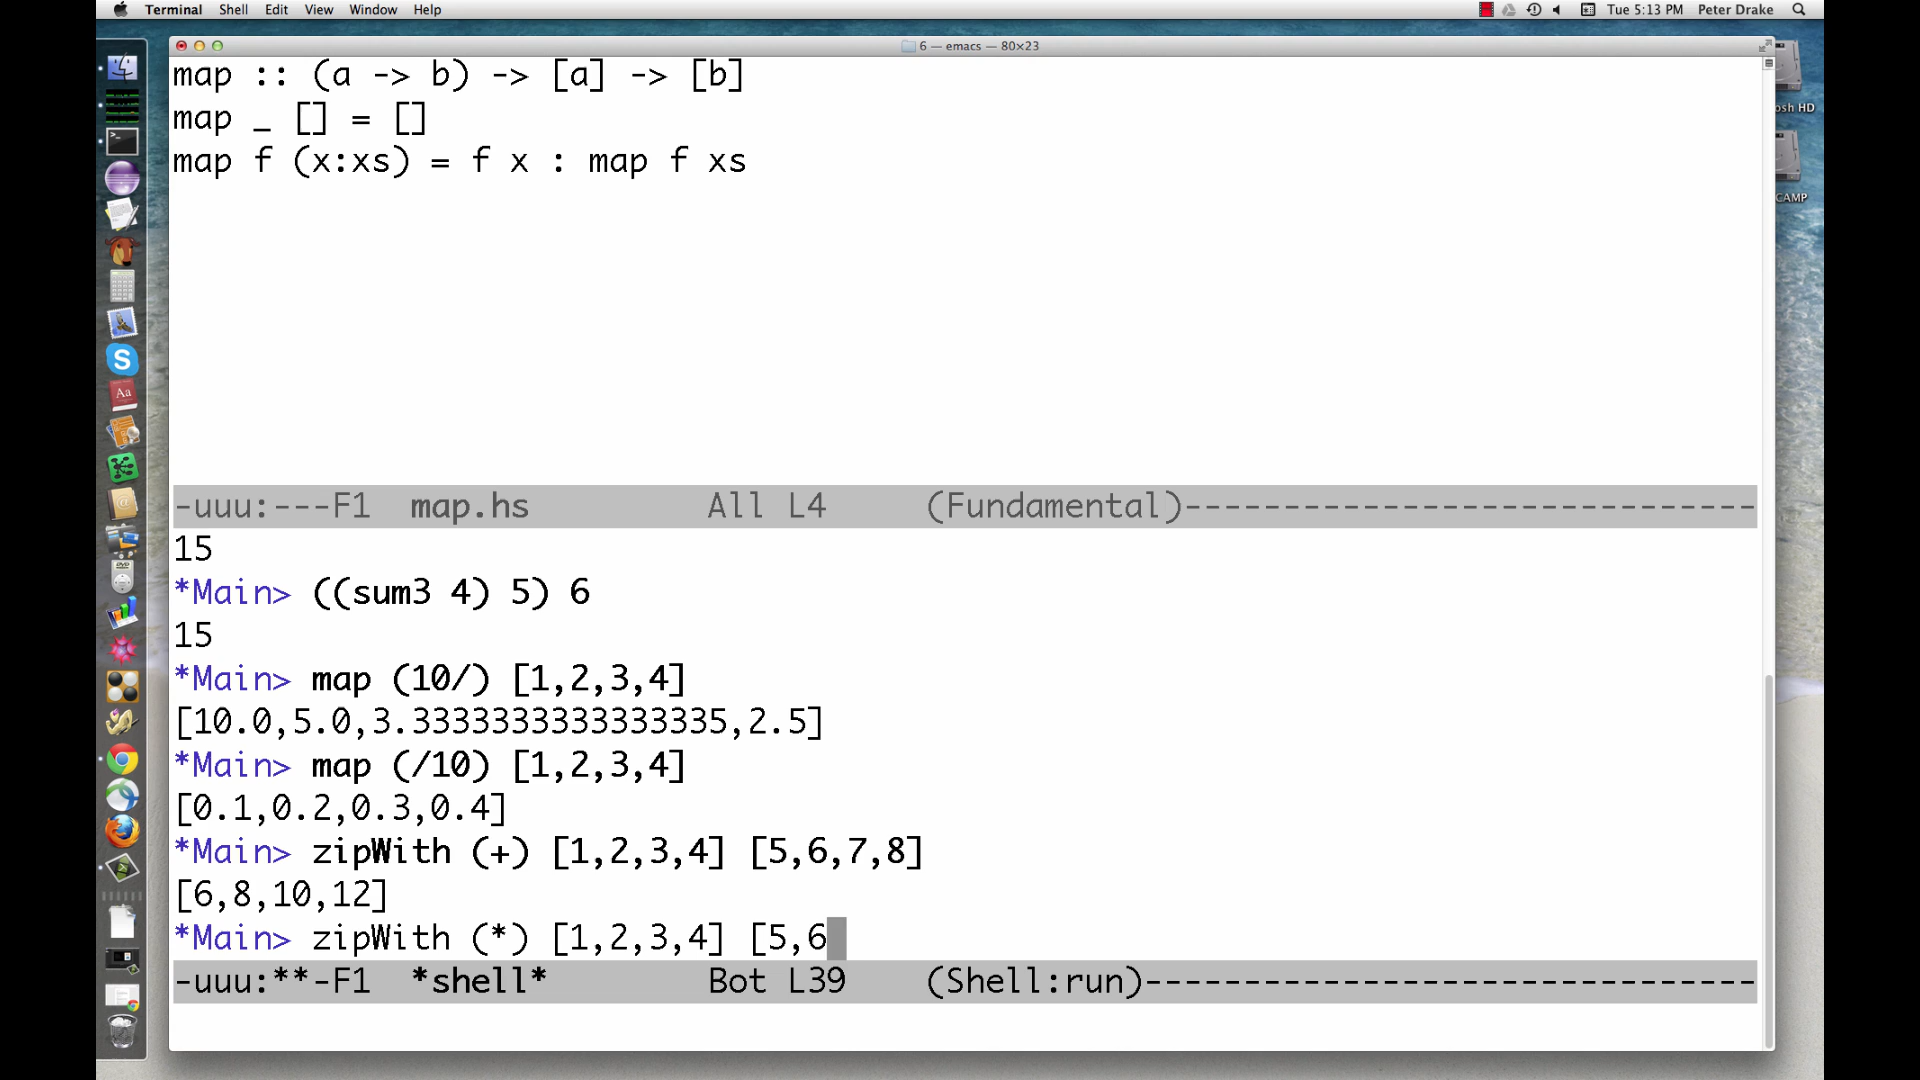 Terminal Shell Edit View Window Help Tue 5:13 PM Peter Drake
6 — emacs — 80×23
map :: (a -> b) -> [a] -> [b]
map _ [] = []
map f (x:xs) = f x : map f xs
osh HD
CAMP
-uuu:---F1 map.hs All L4 (Fundamental)-----------------------------
15
*Main> ((sum3 4) 5) 6
15
*Main> map (10/) [1,2,3,4]
[10.0,5.0,3.3333333333333335,2.5]
*Main> map (/10) [1,2,3,4]
[0.1,0.2,0.3,0.4]
*Main> zipWith (+) [1,2,3,4] [5,6,7,8]
[6,8,10,12]
*Main> zipWith (*) [1,2,3,4] [5,6
-uuu:**-F1 *shell* Bot L39 (Shell:run)-------------------------------